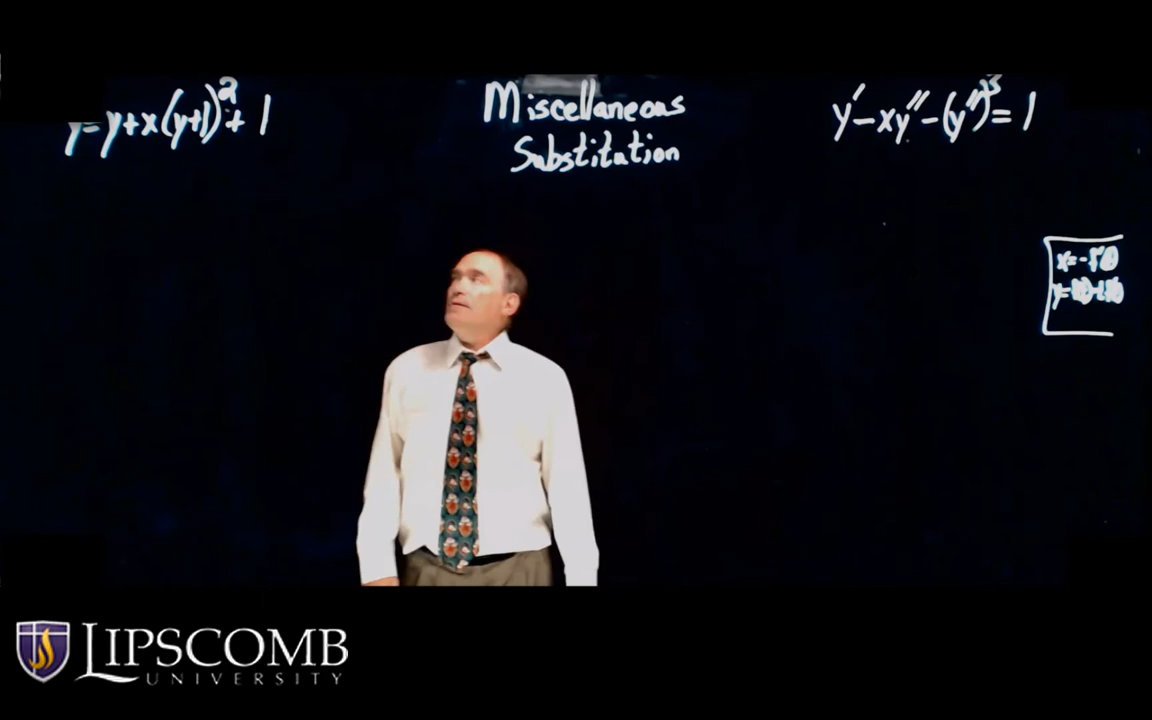 y=y+x(y+1)²+1
Miscellaneous
Substitution
y′-xy″-(y″)³=1
x=-
y=
LIPSCOMB
UNIVERSITY